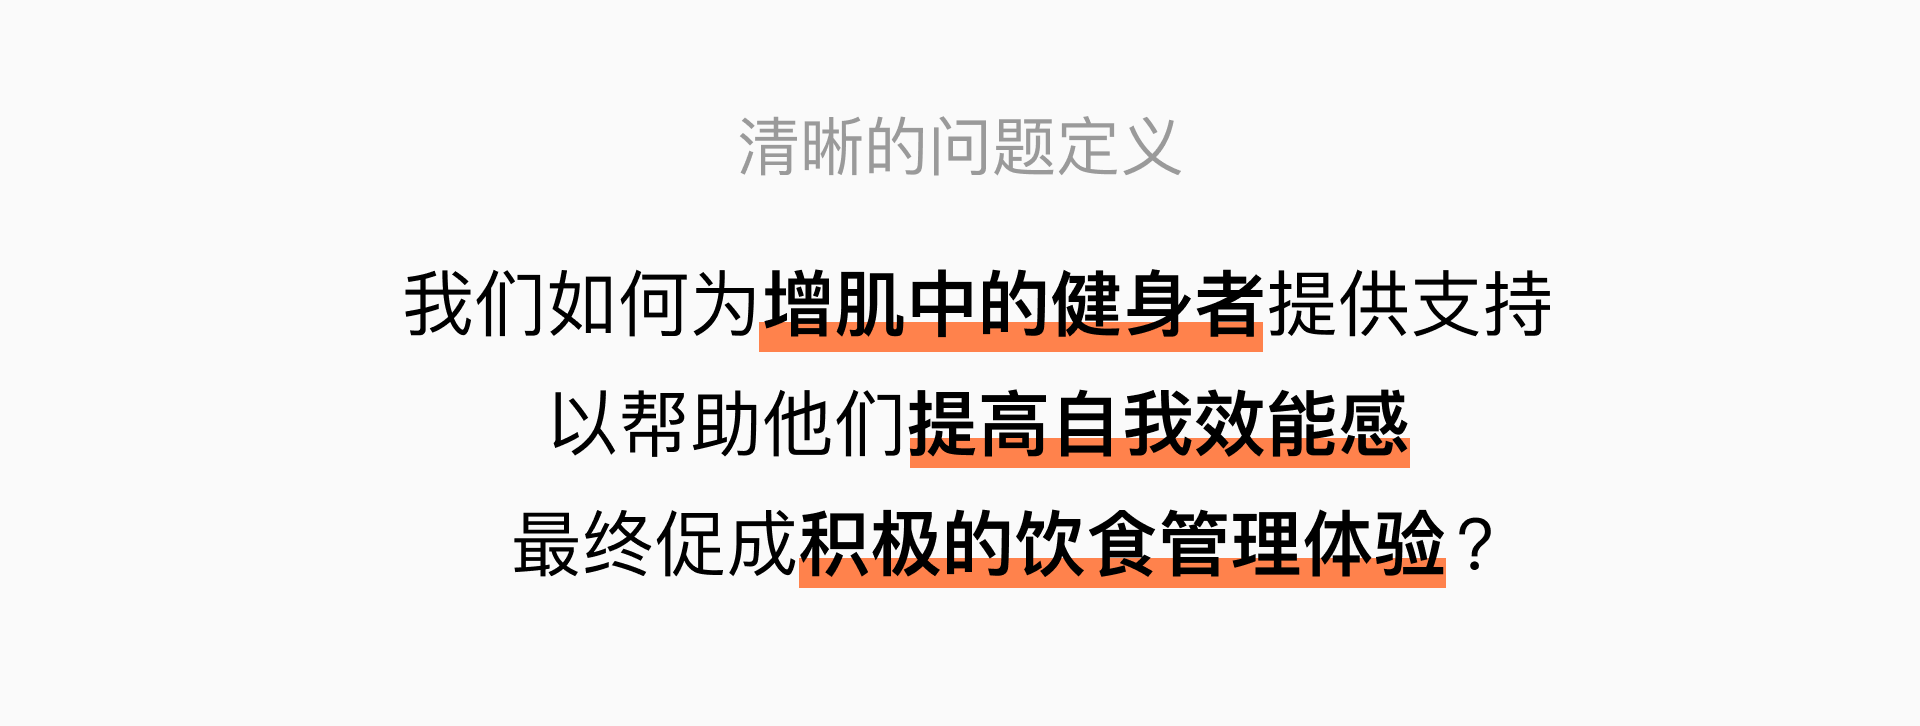 清晰的问题定义
我们如何为增肌中的健身者提供支持
以帮助他们提高自我效能感
最终促成积极的饮食管理体验?